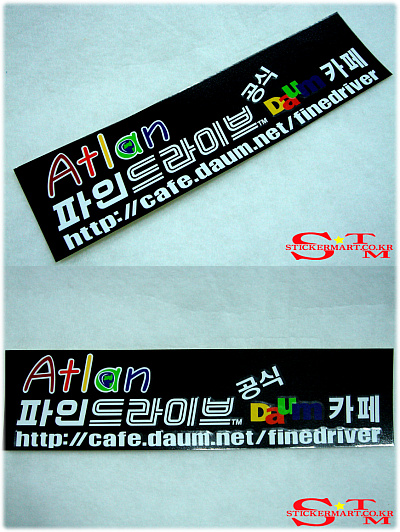 Atlan
파인드라이브™ 공식 Daum 카페
http://cafe.daum.net/finedriver
STM
STICKERMART.CO.KR
Atlan
파인드라이브™ 공식 Daum 카페
http://cafe.daum.net/finedriver
STM
STICKERMART.CO.KR